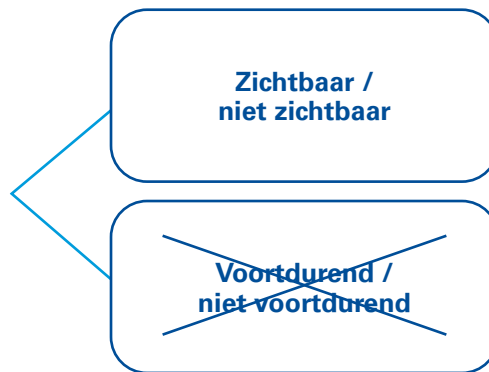 Zichtbaar /
niet zichtbaar
Voortdurend /
niet voortdurend